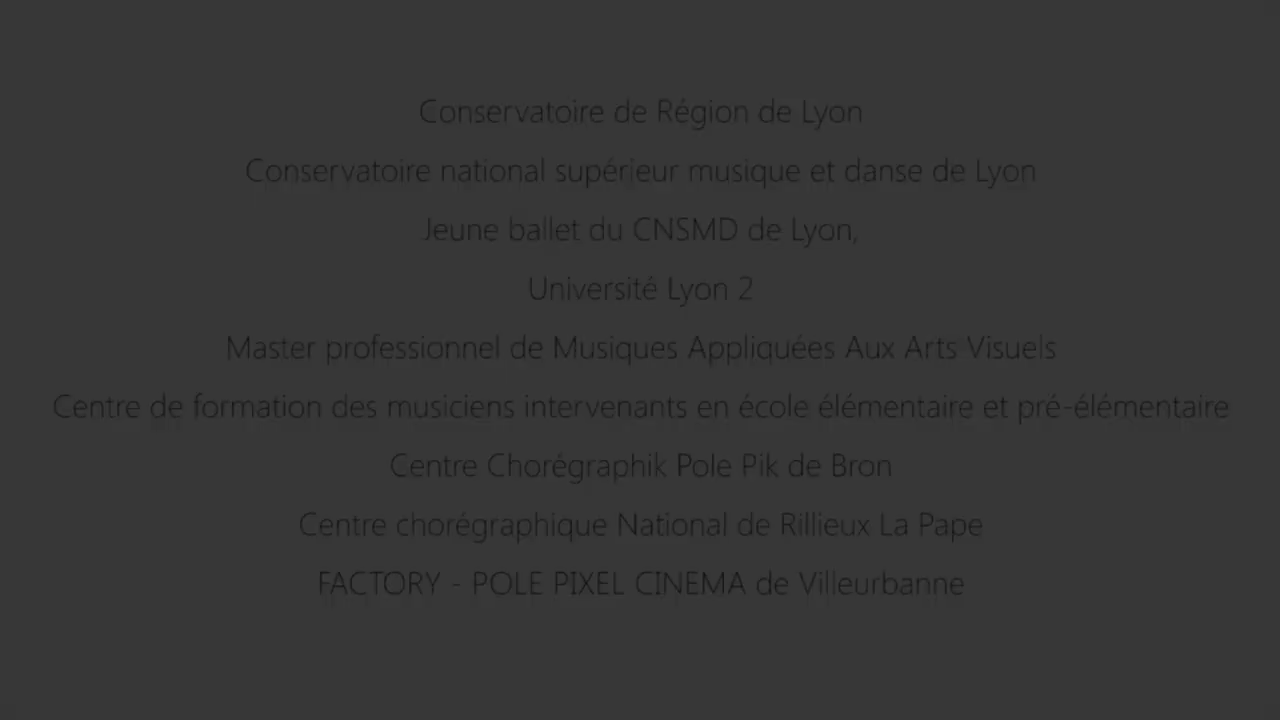 Conservatoire de Région de Lyon
Conservatoire national supérieur musique et danse de Lyon
Jeune ballet du CNSMD de Lyon,
Université Lyon 2
Master professionnel de Musiques Appliquées Aux Arts Visuels
Centre de formation des musiciens intervenants en école élémentaire et pré-élémentaire
Centre Chorégraphik Pole Pik de Bron
Centre chorégraphique National de Rillieux La Pape
FACTORY - POLE PIXEL CINEMA de Villeurbanne